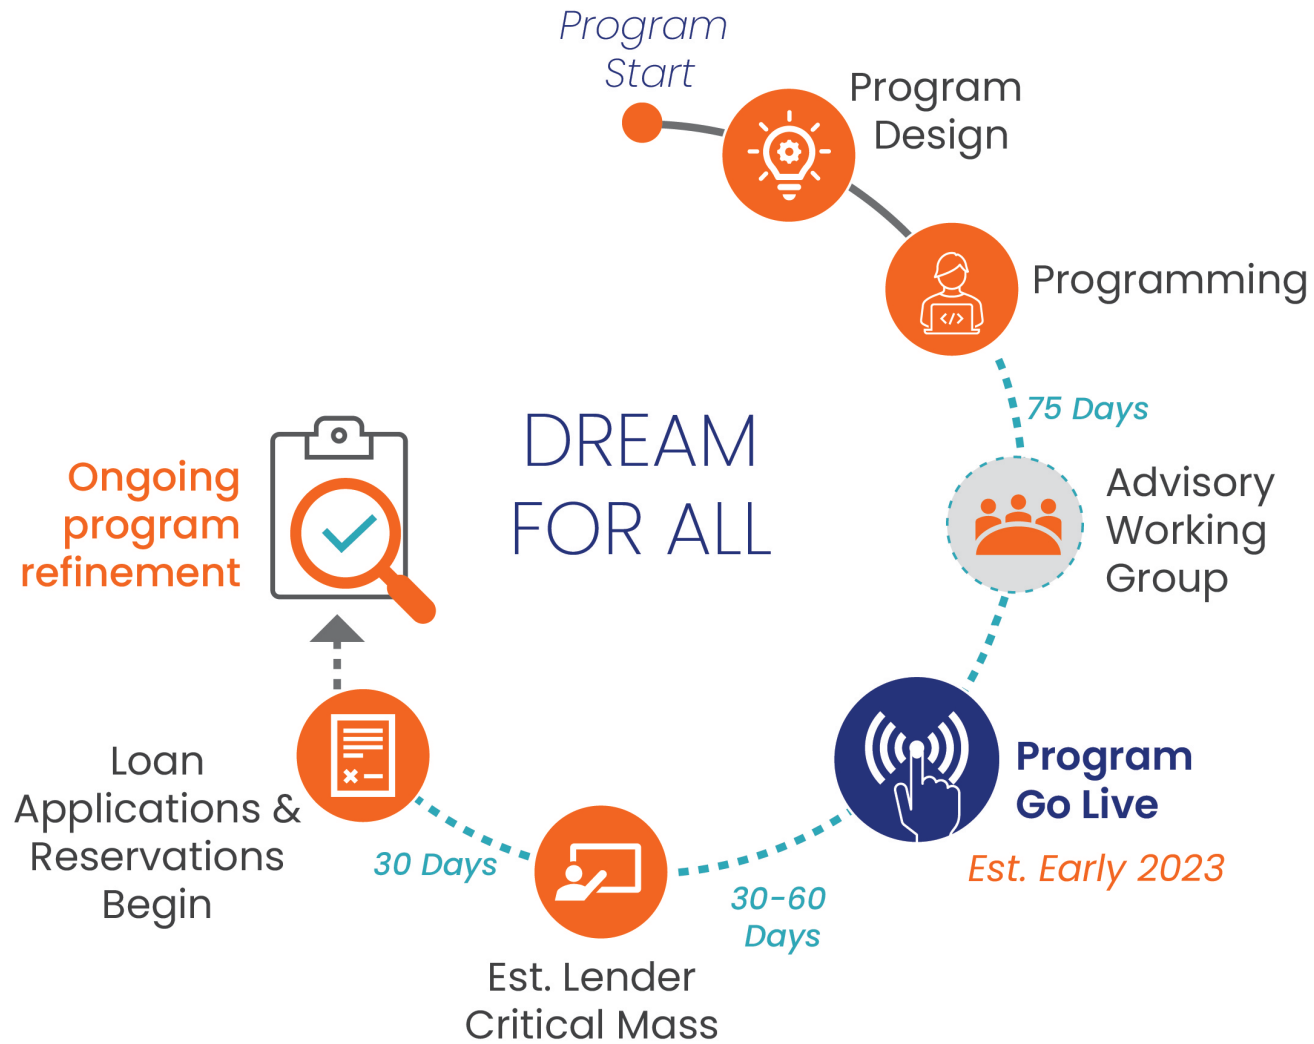 Program
Start
Program
Design
Programming
75 Days
Advisory
Working
Group
Program
Go Live
Est. Early 2023
30-60
Days
Est. Lender
Critical Mass
30 Days
Loan
Applications &
Reservations
Begin
Ongoing
program
refinement
DREAM
FOR ALL